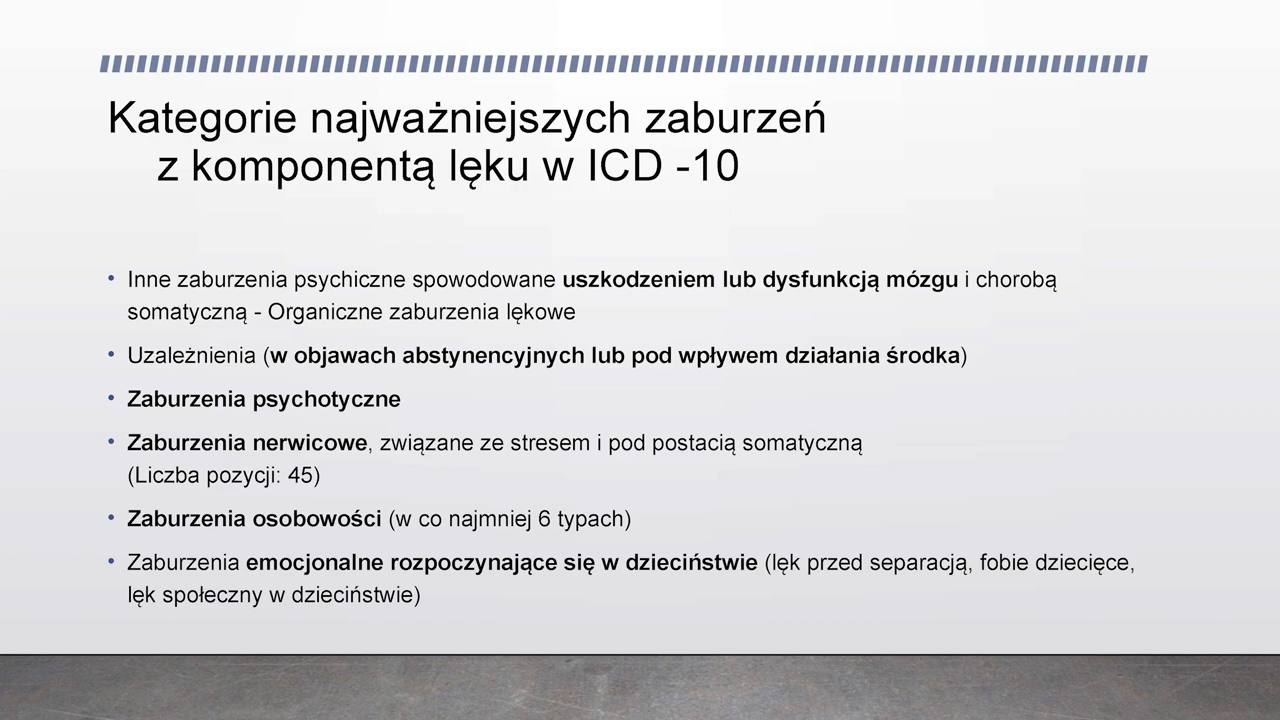 Kategorie najważniejszych zaburzeń
z komponentą lęku w ICD -10
• Inne zaburzenia psychiczne spowodowane uszkodzeniem lub dysfunkcją mózgu i chorobą
somatyczną - Organiczne zaburzenia lękowe
• Uzależnienia (w objawach abstynencyjnych lub pod wpływem działania środka)
• Zaburzenia psychotyczne
• Zaburzenia nerwicowe, związane ze stresem i pod postacią somatyczną
(Liczba pozycji: 45)
• Zaburzenia osobowości (w co najmniej 6 typach)
• Zaburzenia emocjonalne rozpoczynające się w dzieciństwie (lęk przed separacją, fobie dziecięce,
lęk społeczny w dzieciństwie)